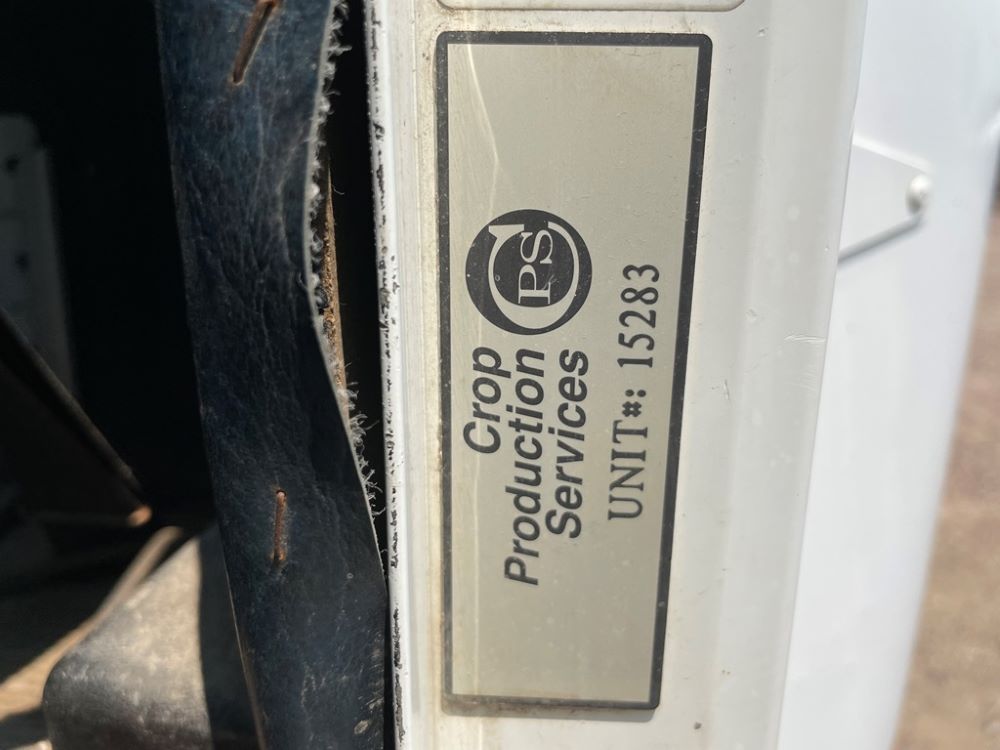 CPS
Crop
Production
Services
UNIT#: 15283